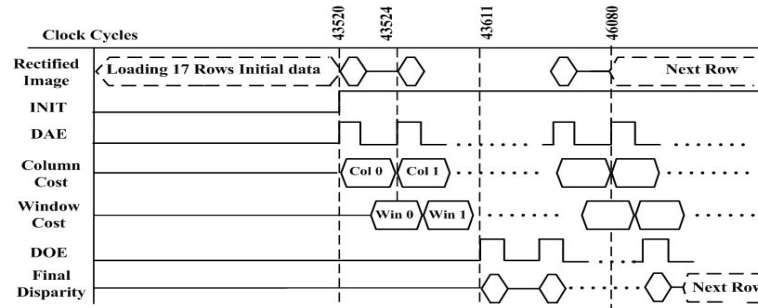 43520
43524
43611
46080
Clock Cycles
Rectified
Image
Loading 17 Rows Initial data
Next Row
INIT
DAE
Column
Cost
Col 0
Col 1
Window
Cost
Win 0
Win 1
DOE
Final
Disparity
Next Row